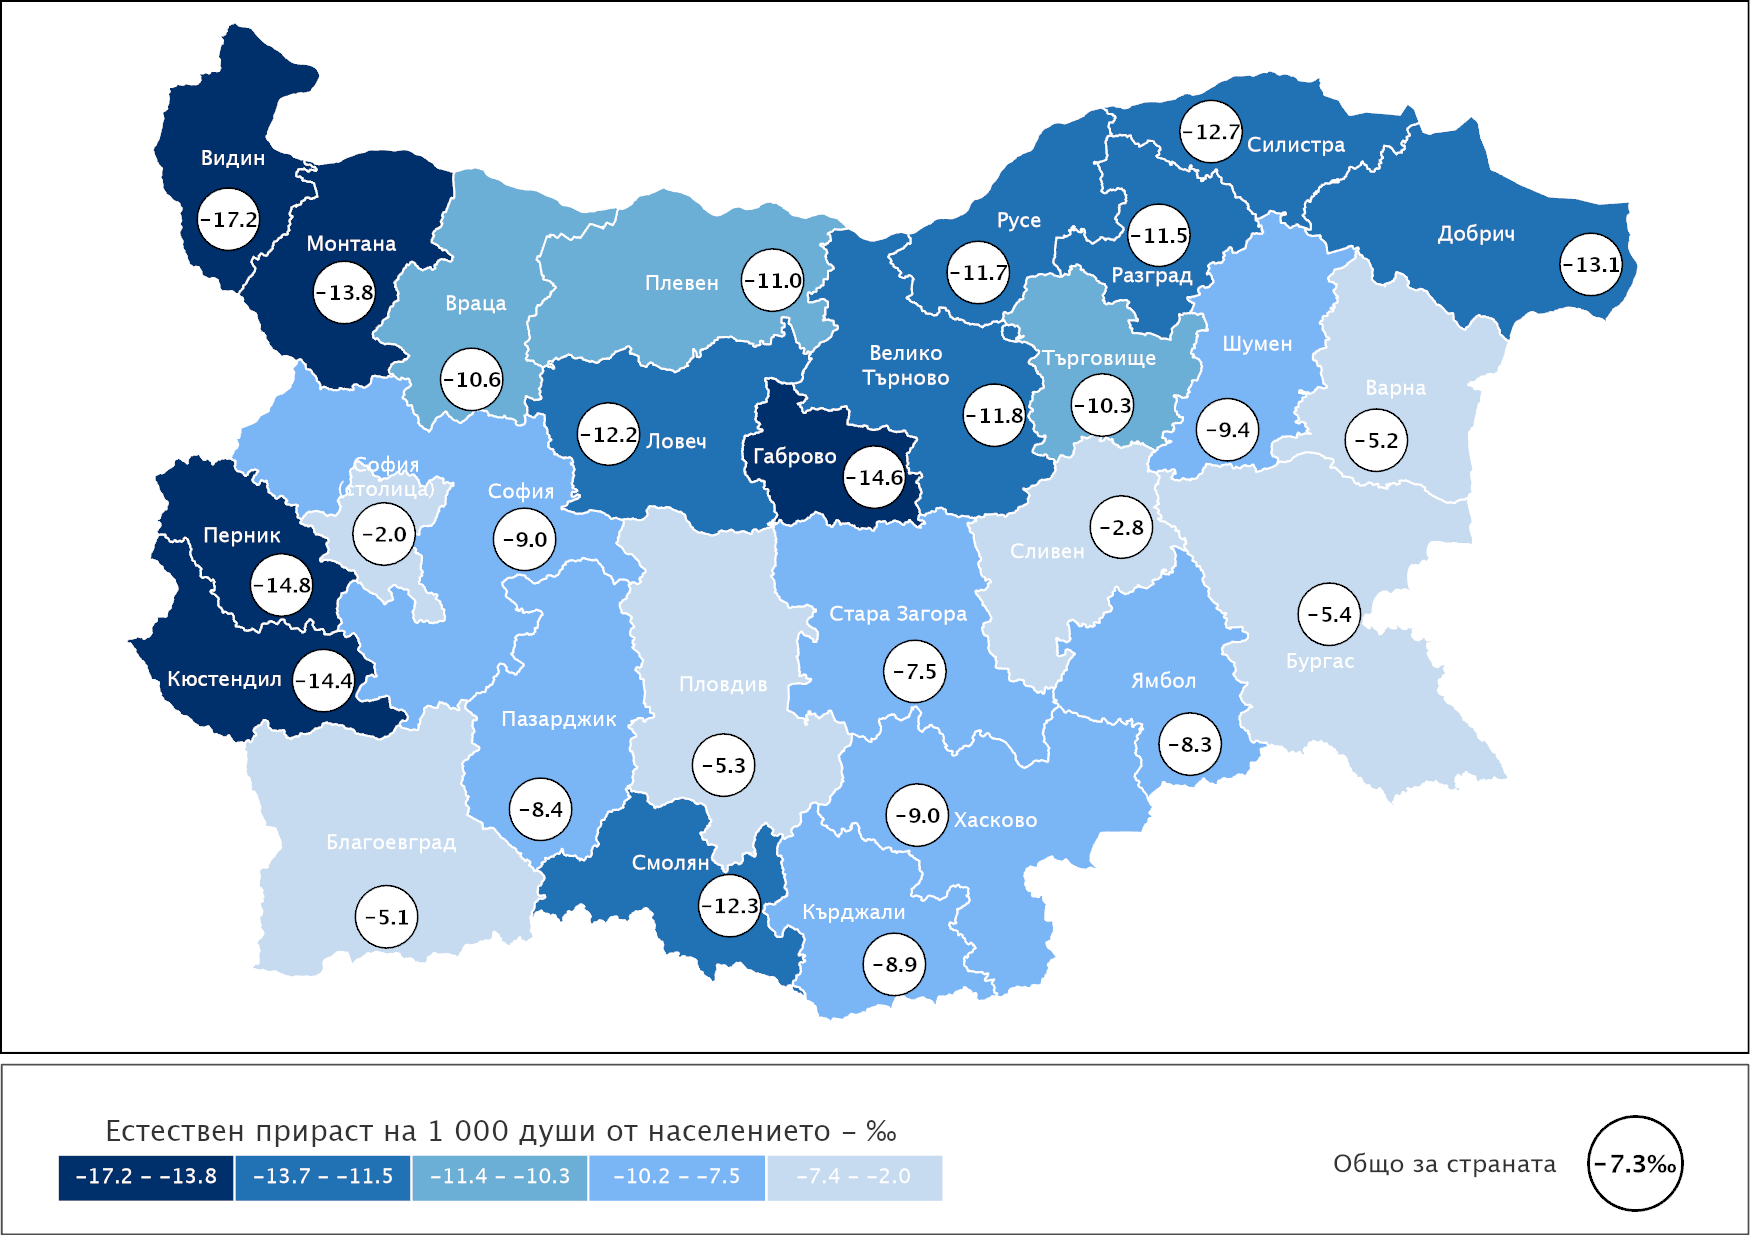 Силистра
−12.7
Видин
−17.2
Русе
−11.5
Разград
Добрич
−13.1
Монтана
−13.8
Плевен
−11.0
−11.7
Враца
−10.6
Велико
Търново
−11.8
Търговище
−10.3
Шумен
−9.4
Варна
−5.2
−12.2
Ловеч
Габрово
−14.6
София
(столица)
−2.0
София
−9.0
Перник
−14.8
Сливен
−2.8
Стара Загора
−7.5
−5.4
Бургас
Кюстендил
−14.4
Пловдив
−5.3
Ямбол
−8.3
Пазарджик
−8.4
−9.0
Хасково
Благоевград
−5.1
Смолян
−12.3
Кърджали
−8.9
Естествен прираст на 1 000 души от населението – ‰
−17.2 – −13.8
−13.7 – −11.5
−11.4 – −10.3
−10.2 – −7.5
−7.4 – −2.0
Общо за страната
−7.3‰